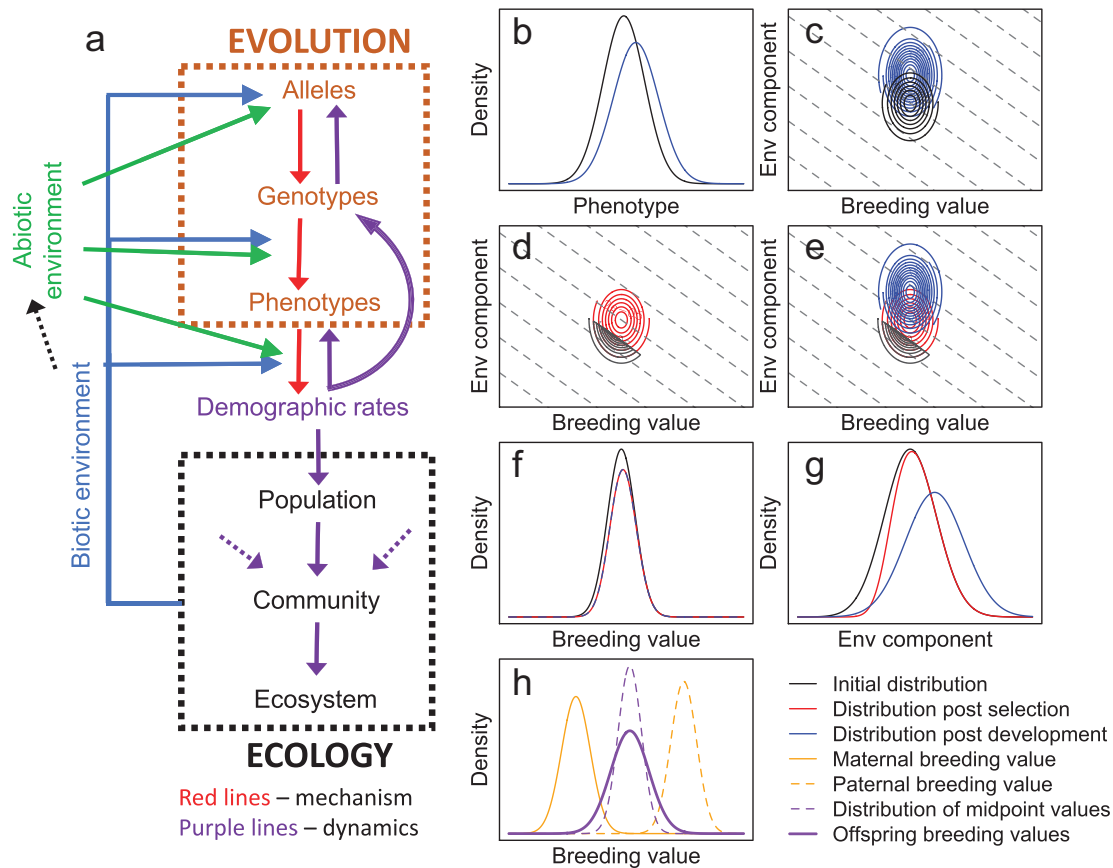 a
EVOLUTION
Alleles
Genotypes
Phenotypes
Abiotic
environment
Biotic environment
Demographic rates
Population
Community
Ecosystem
ECOLOGY
Red lines – mechanism
Purple lines – dynamics
b
Density
Phenotype
c
Env component
Breeding value
d
Env component
Breeding value
e
Env component
Breeding value
f
Density
Breeding value
g
Density
Env component
h
Density
Breeding value
Initial distribution
Distribution post selection
Distribution post development
Maternal breeding value
Paternal breeding value
Distribution of midpoint values
Offspring breeding values